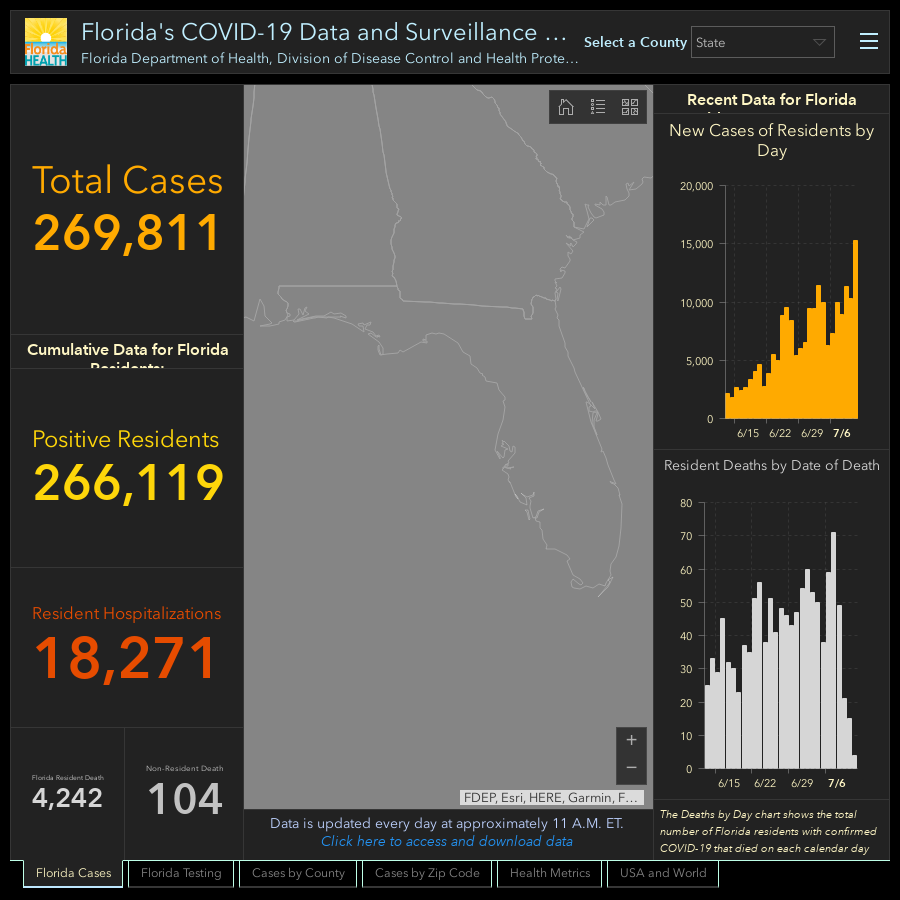 Florida HEALTH
Florida's COVID-19 Data and Surveillance ...
Florida Department of Health, Division of Disease Control and Health Prote...
Select a County
State
Total Cases
269,811
Cumulative Data for Florida
Residents:
Positive Residents
266,119
Resident Hospitalizations
18,271
Florida Resident Death
4,242
Non-Resident Death
104
+
−
FDEP, Esri, HERE, Garmin, F...
Data is updated every day at approximately 11 A.M. ET.
Click here to access and download data
Recent Data for Florida
New Cases of Residents by
Day
20,000
15,000
10,000
5,000
0
6/15 6/22 6/29 7/6
Resident Deaths by Date of Death
80
70
60
50
40
30
20
10
0
6/15 6/22 6/29 7/6
The Deaths by Day chart shows the total
number of Florida residents with confirmed
COVID-19 that died on each calendar day
Florida Cases
Florida Testing
Cases by County
Cases by Zip Code
Health Metrics
USA and World